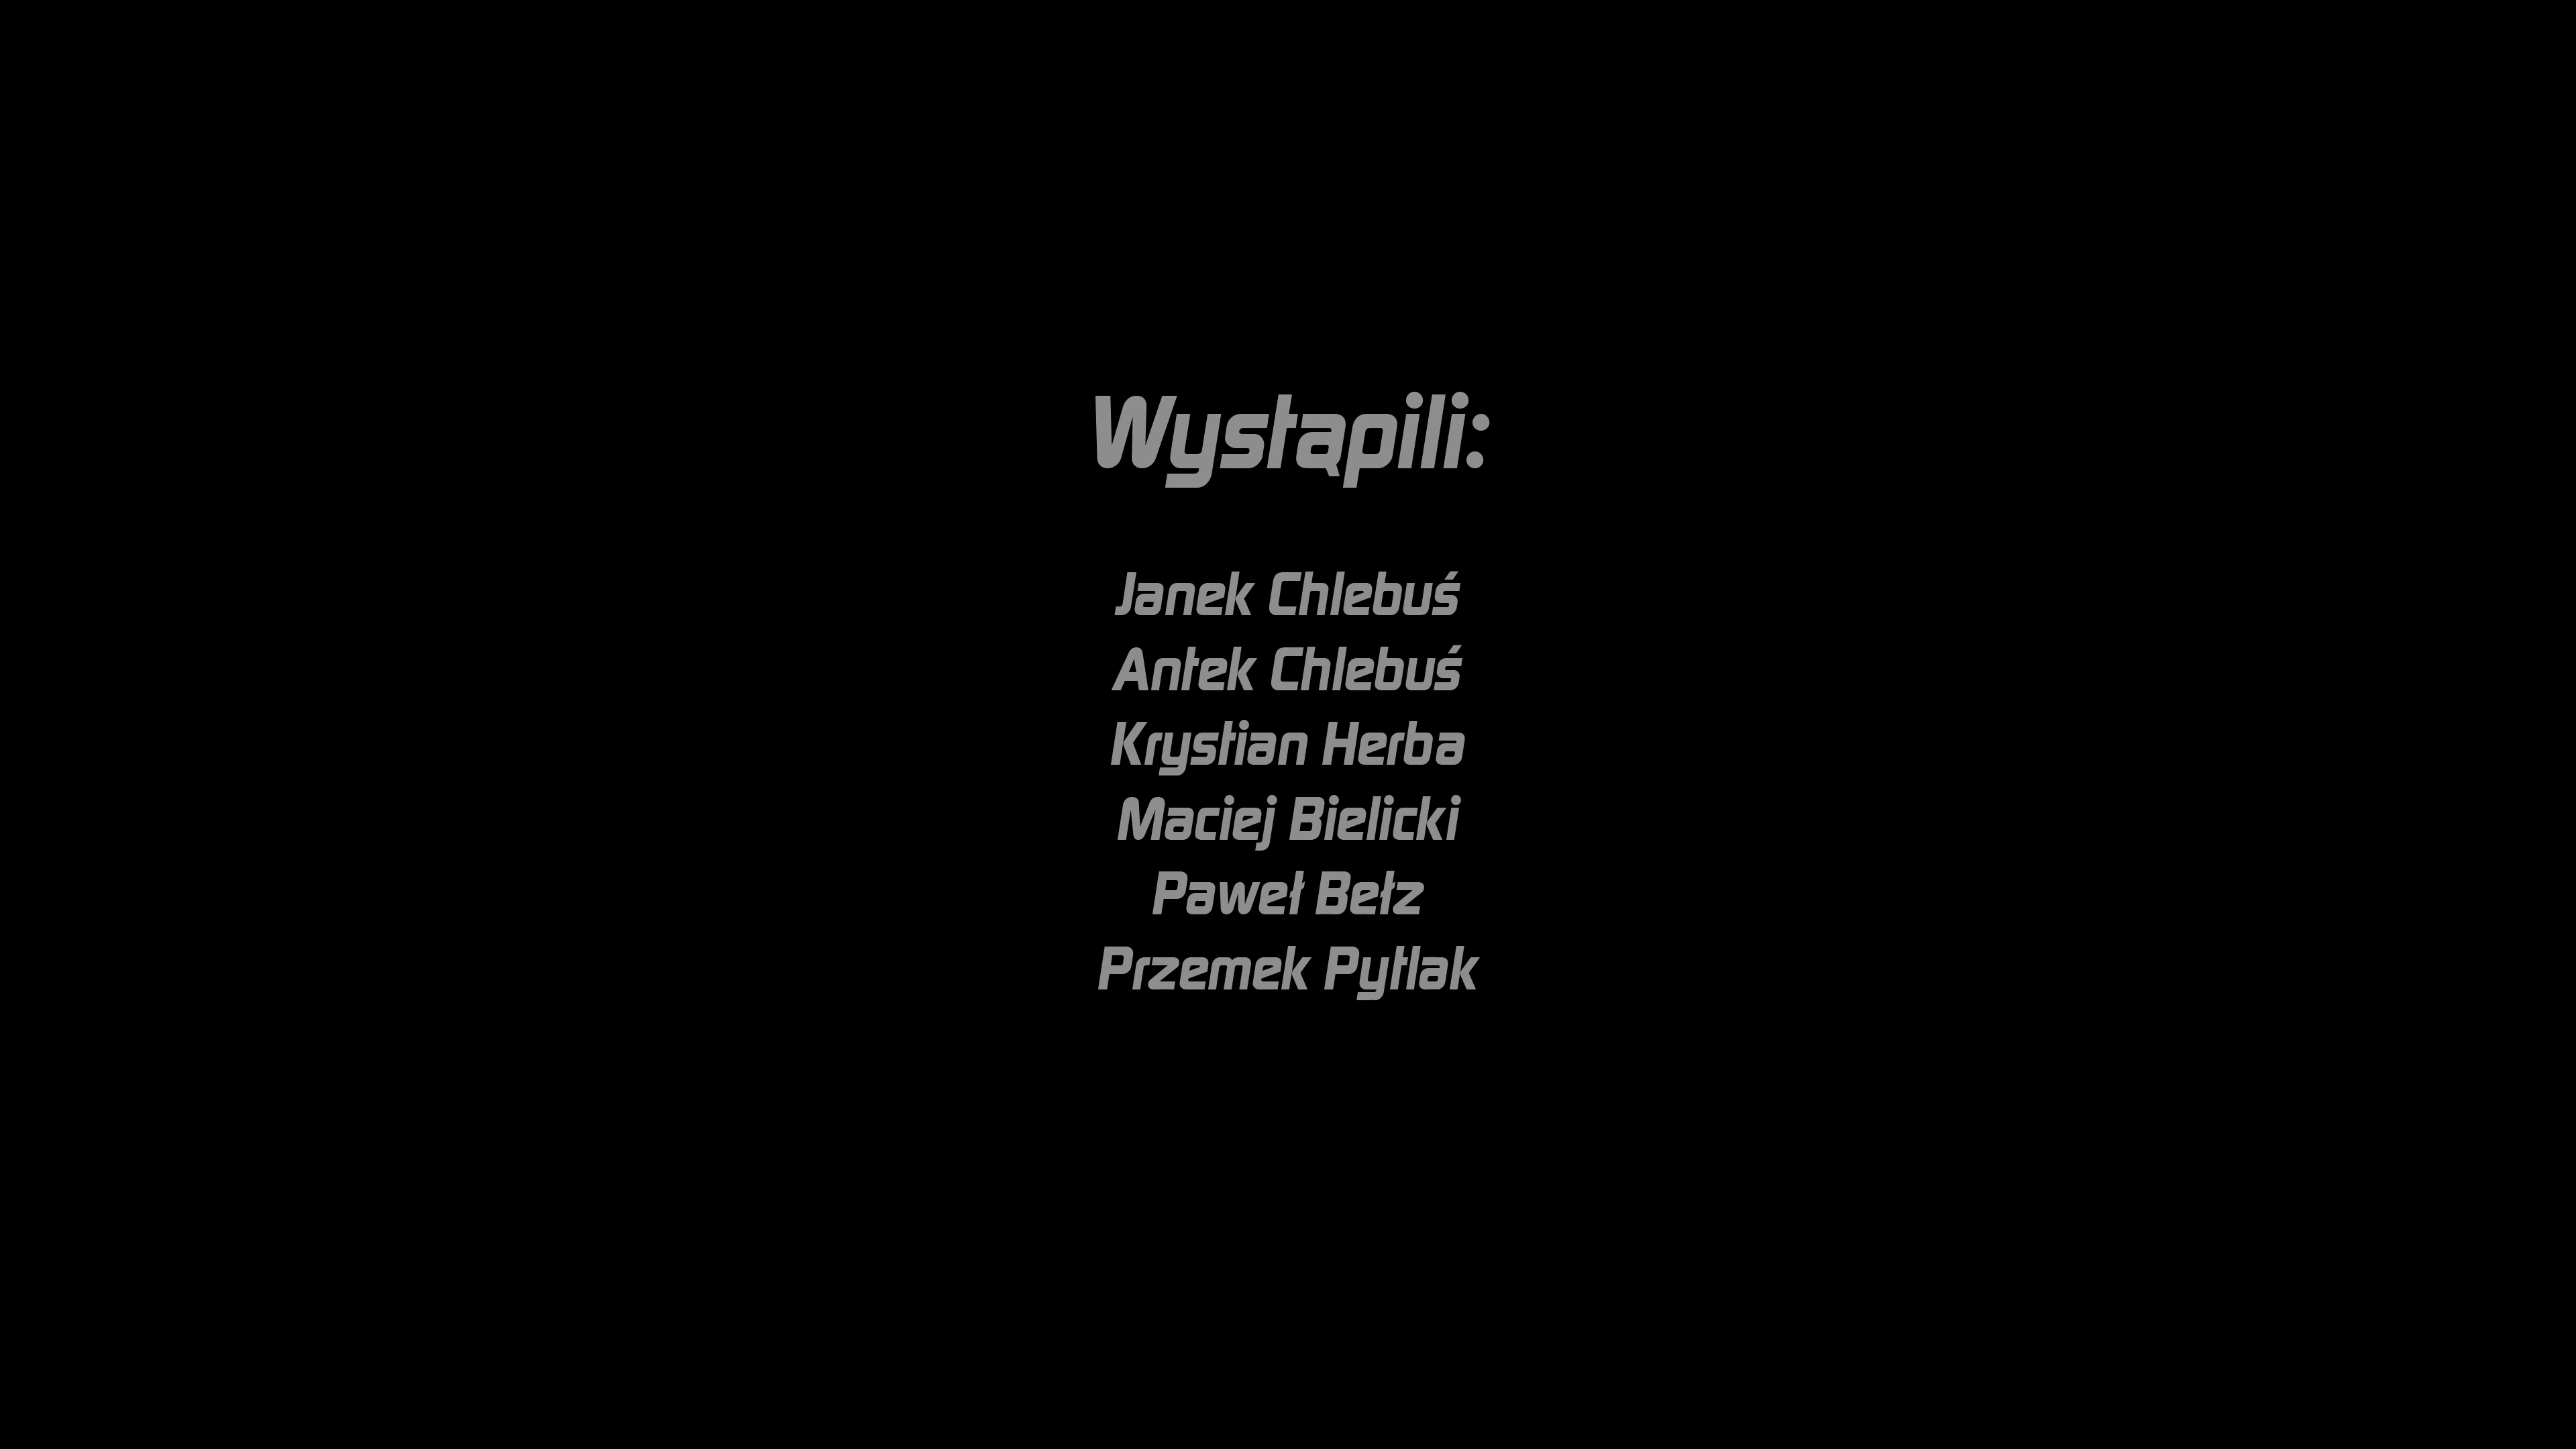 Wystąpili:
Janek Chlebuś
Antek Chlebuś
Krystian Herba
Maciej Bielicki
Paweł Bełz
Przemek Pytlak